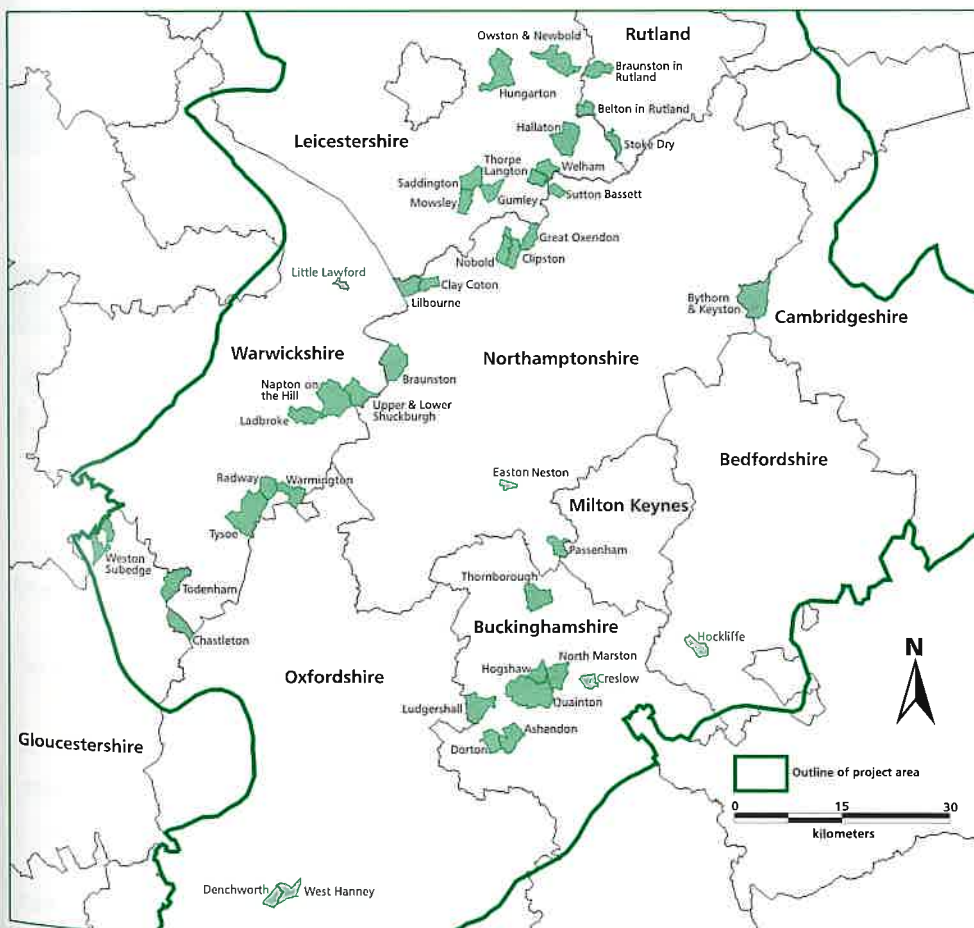 Owston & Newbold
Rutland
Braunston in
Rutland
Hungarton
Belton in Rutland
Hallaton
Leicestershire
Stoke Dry
Thorpe
Langton
Welham
Saddington
Mowsley
Gumley
Sutton Bassett
Great Oxendon
Nobold
Clipston
Little Lawford
Clay Coton
Lilbourne
Bythorn
& Keyston
Cambridgeshire
Warwickshire
Northamptonshire
Braunston
Napton on
the Hill
Upper & Lower
Shuckburgh
Ladbroke
Bedfordshire
Easton Neston
Radway
Warmington
Milton Keynes
Tysoe
Passenham
Weston
Subedge
Todenham
Thornborough
Chastleton
Buckinghamshire
Hockliffe
N
North Marston
Hogshaw
Creslow
Oxfordshire
Quainton
Ludgershall
Ashendon
Dorton
Gloucestershire
Outline of project area
0 15 30
kilometers
Denchworth
West Hanney